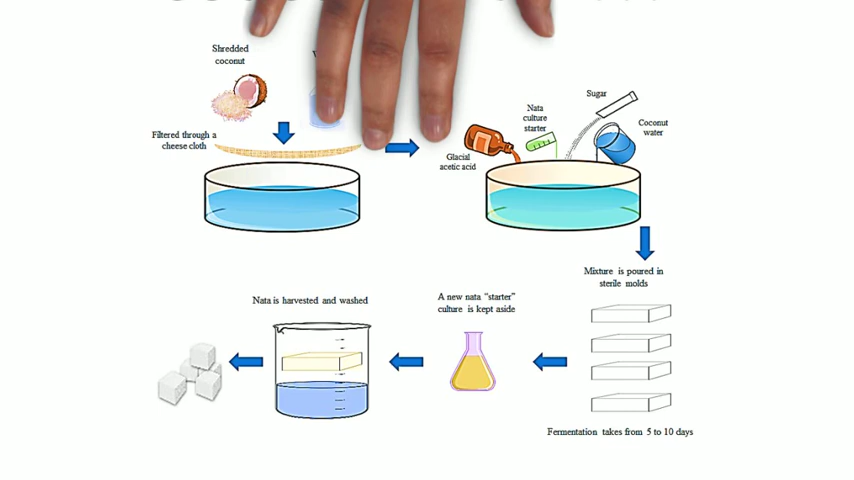 Shredded
coconut
Filtered through a
cheese cloth
Sugar
Nata
culture
starter
Coconut
water
Glacial
acetic acid
Mixture is poured in
sterile molds
A new nata "starter"
culture is kept aside
Nata is harvested and washed
Fermentation takes from 5 to 10 days